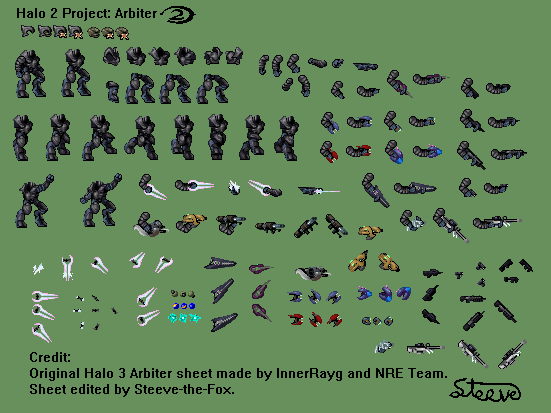 Halo 2 Project: Arbiter 2
Credit:
Original Halo 3 Arbiter sheet made by InnerRayg and NRE Team.
Sheet edited by Steeve-the-Fox.
Steeve